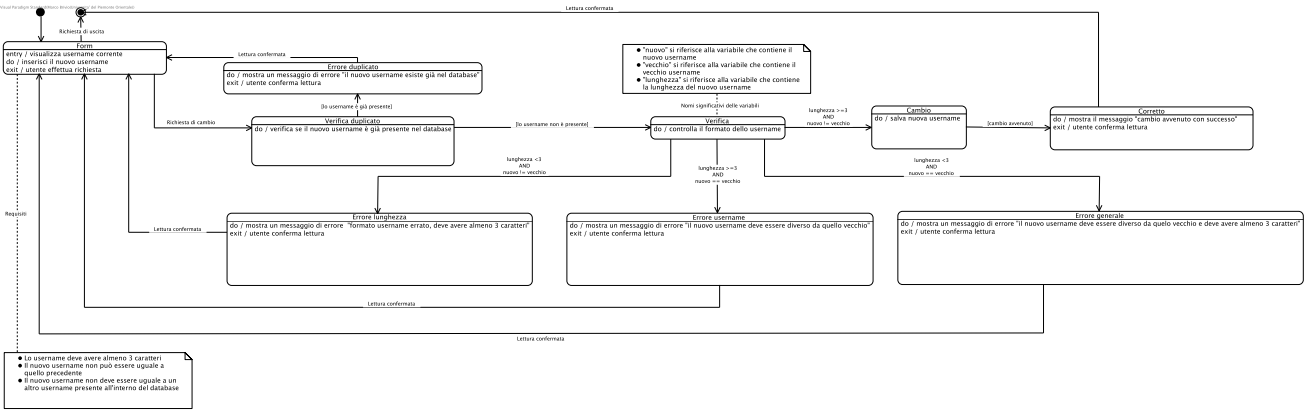 Lettura confermata
Richiesta di uscita
Form
entry / visualizza username corrente
do / inserisci il nuovo username
exit / utente effettua richiesta
Lettura confermata
Errore duplicato
do / mostra un messaggio di errore "il nuovo username esiste già nel database"
exit / utente conferma lettura
● "nuovo" si riferisce alla variabile che contiene il
nuovo username
● "vecchio" si riferisce alla variabile che contiene il
vecchio username
● "lunghezza" si riferisce alla variabile che contiene
la lunghezza del nuovo username
Nomi significativi delle variabili
[lo username è già presente]
Richiesta di cambio
Verifica duplicato
do / verifica se il nuovo username è già presente nel database
[lo username non è presente]
Verifica
do / controlla il formato dello username
lunghezza >=3
AND
nuovo != vecchio
Cambio
do / salva nuova username
[cambio avvenuto]
Corretto
do / mostra il messaggio "cambio avvenuto con successo"
exit / utente conferma lettura
lunghezza <3
AND
nuovo != vecchio
lunghezza >=3
AND
nuovo == vecchio
lunghezza <3
AND
nuovo == vecchio
Requisiti
Lettura confermata
Errore lunghezza
do / mostra un messaggio di errore "formato username errato, deve avere almeno 3 caratteri"
exit / utente conferma lettura
Errore username
do / mostra un messaggio di errore "il nuovo username deve essere diverso da quello vecchio"
exit / utente conferma lettura
Errore generale
do / mostra un messaggio di errore "il nuovo username deve essere diverso da quelo vecchio e deve avere almeno 3 caratteri"
exit / utente conferma lettura
Lettura confermata
Lettura confermata
● Lo username deve avere almeno 3 caratteri
● Il nuovo username non può essere uguale a
quello precedente
● Il nuovo username non deve essere uguale a un
altro username presente all'interno del database